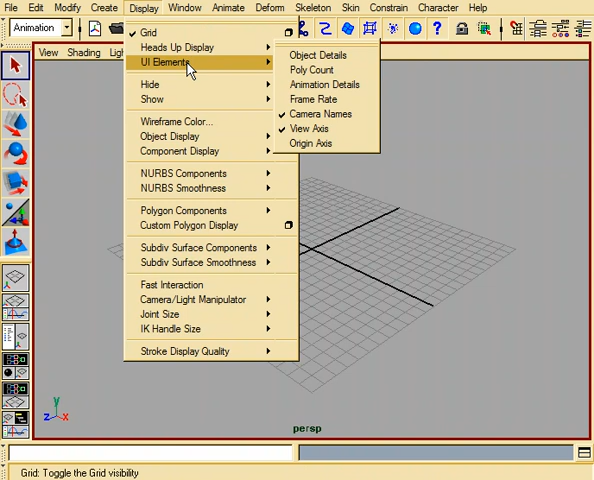 File Edit Modify Create Display Window Animate Deform Skeleton Skin Constrain Character Help
Animation
View Shading
Grid
Heads Up Display
UI Elements
Hide
Show
Wireframe Color...
Object Display
Component Display
NURBS Components
NURBS Smoothness
Polygon Components
Custom Polygon Display
Subdiv Surface Components
Subdiv Surface Smoothness
Fast Interaction
Camera/Light Manipulator
Joint Size
IK Handle Size
Stroke Display Quality
Object Details
Poly Count
Animation Details
Frame Rate
Camera Names
View Axis
Origin Axis
y
z x
persp
Grid: Toggle the Grid visibility